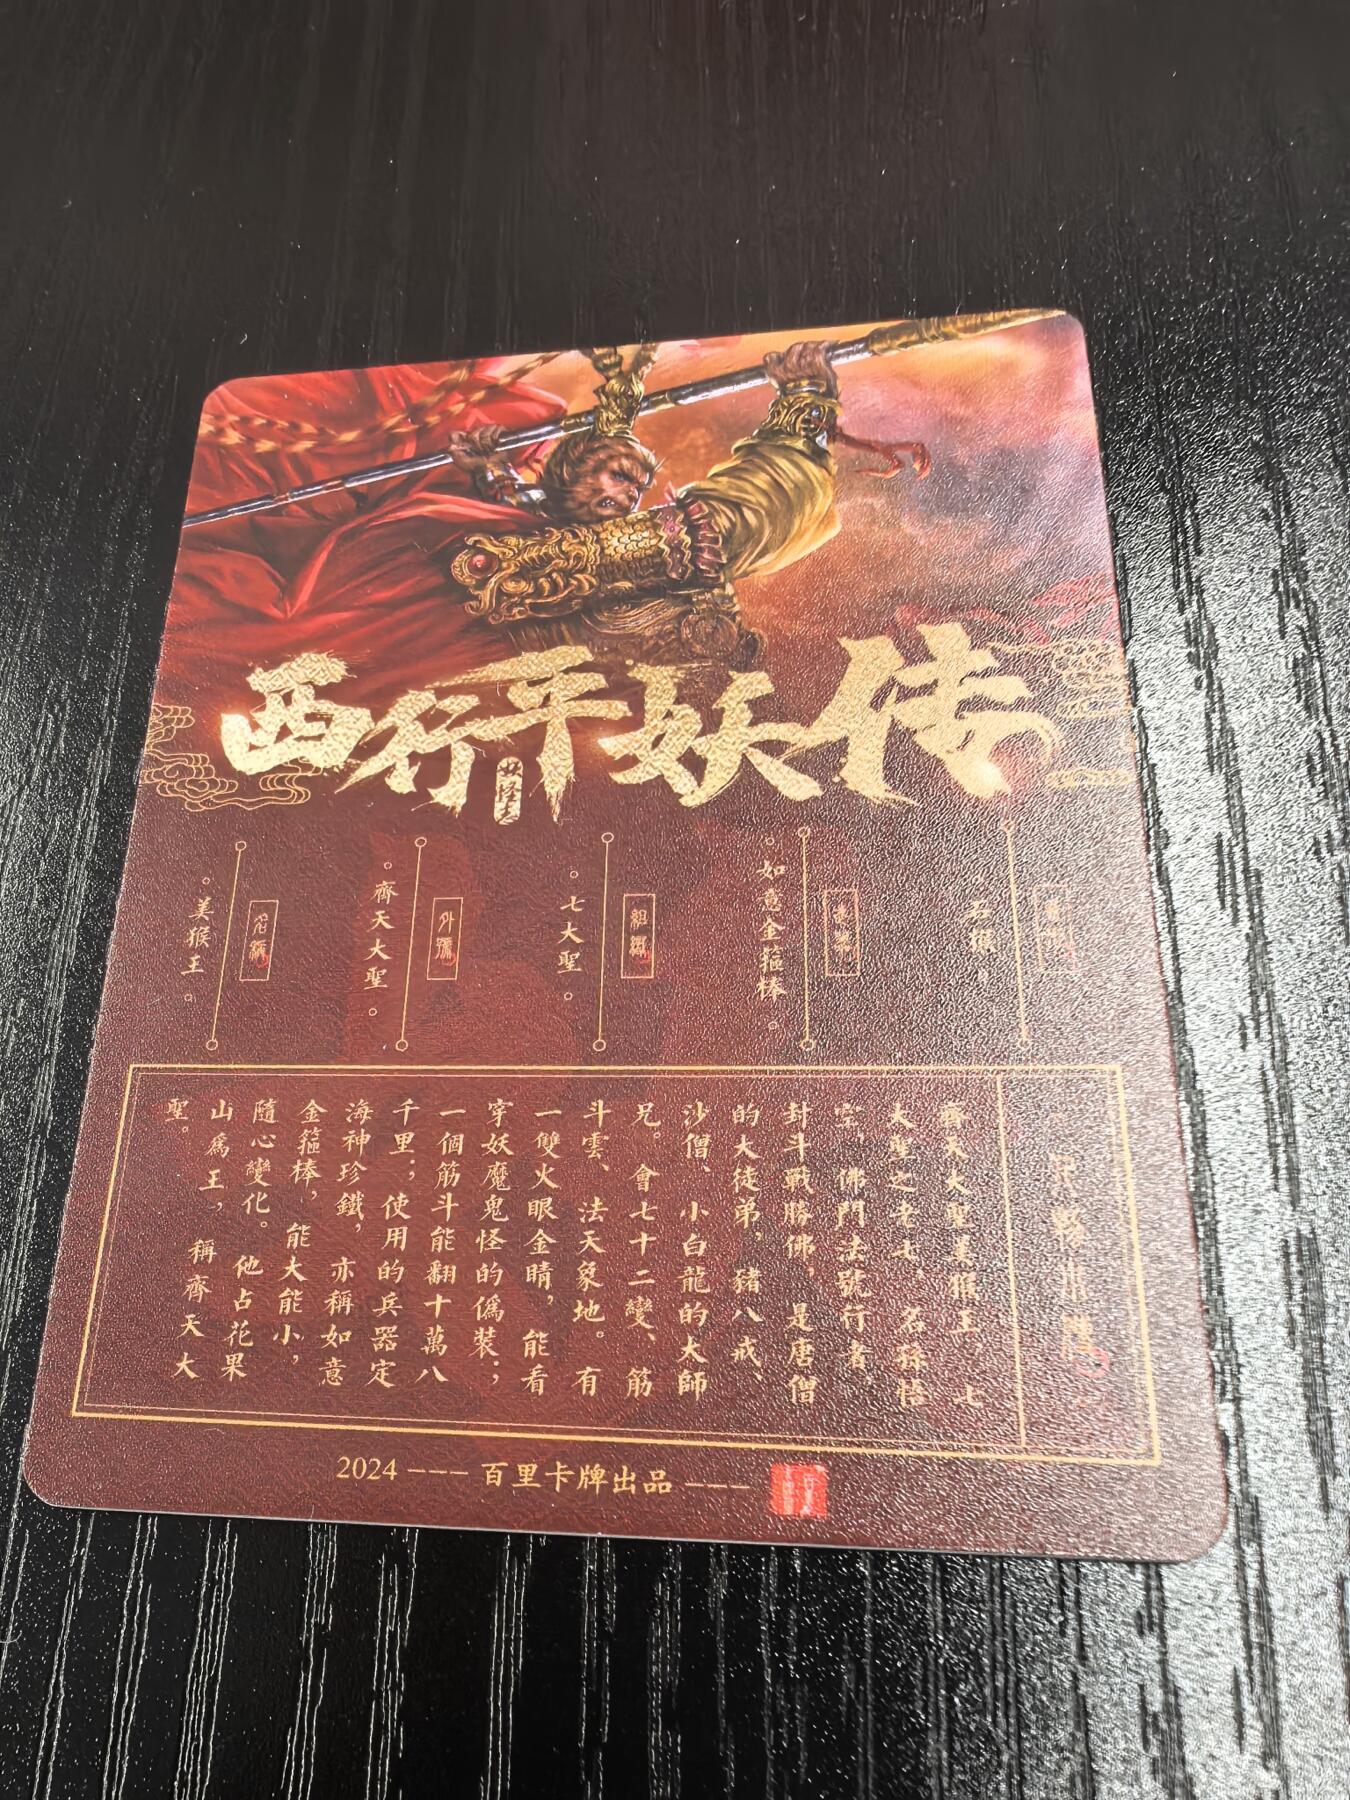 西行平妖传
石猴
如意金箍棒
組織
七大聖
外號
齊天大聖
名稱
美猴王
齊天大聖美猴王，七
大聖之老七，名孫悟
空，佛門法號行者，
封斗戰勝佛，是唐僧
的大徒弟，豬八戒、
沙僧、小白龍的大師
兄。會七十二變、筋
斗雲、法天象地。有
一雙火眼金睛，能看
穿妖魔鬼怪的僞裝；
一個筋斗能翻十萬八
千里；使用的兵器定
海神珍鐵，亦稱如意
金箍棒，能大能小，
隨心變化。他占花果
山爲王，稱齊天大
聖。
2024 ——— 百里卡牌出品 ———